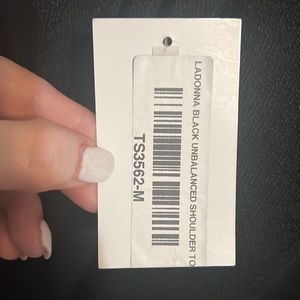 LADONNA BLACK UNBALANCED SHOULDER TO
TS3562-M